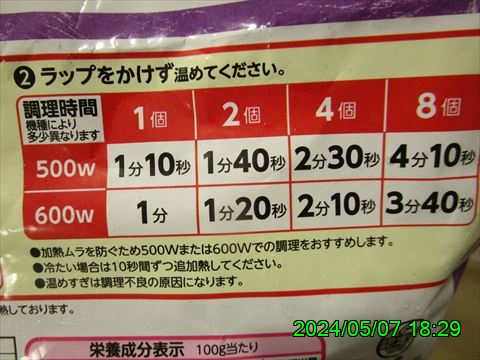 ②ラップをかけず温めてください。
調理時間 機種により多少異なります 1個 2個 4個 8個
500W 1分10秒 1分40秒 2分30秒 4分10秒
600W 1分 1分20秒 2分10秒 3分40秒
●加熱ムラを防ぐため500Wまたは600Wでの調理をおすすめします。
●冷たい場合は10秒間ずつ追加熱してください。
●温めすぎは調理不良の原因になります。
熱しております。
栄養成分表示 100g当たり
2024/05/07 18:29